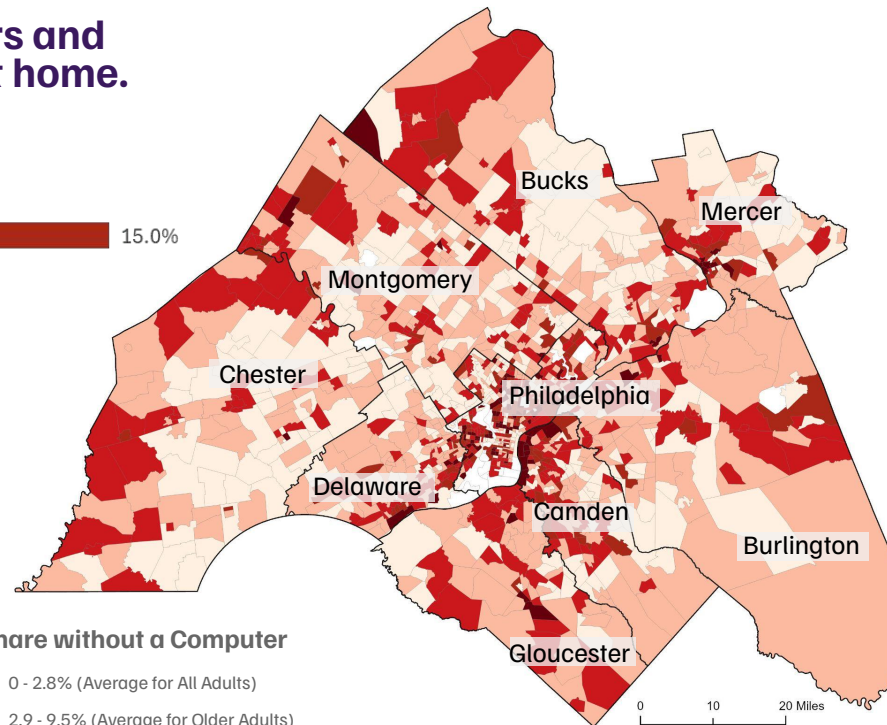 rs and
home.
15.0%
Bucks
Mercer
Montgomery
Chester
Philadelphia
Delaware
Camden
Burlington
Gloucester
without a Computer
0 - 2.8% (Average for All Adults)
2.9 - 9.5% (Average for Older Adults)
0 10 20 Miles